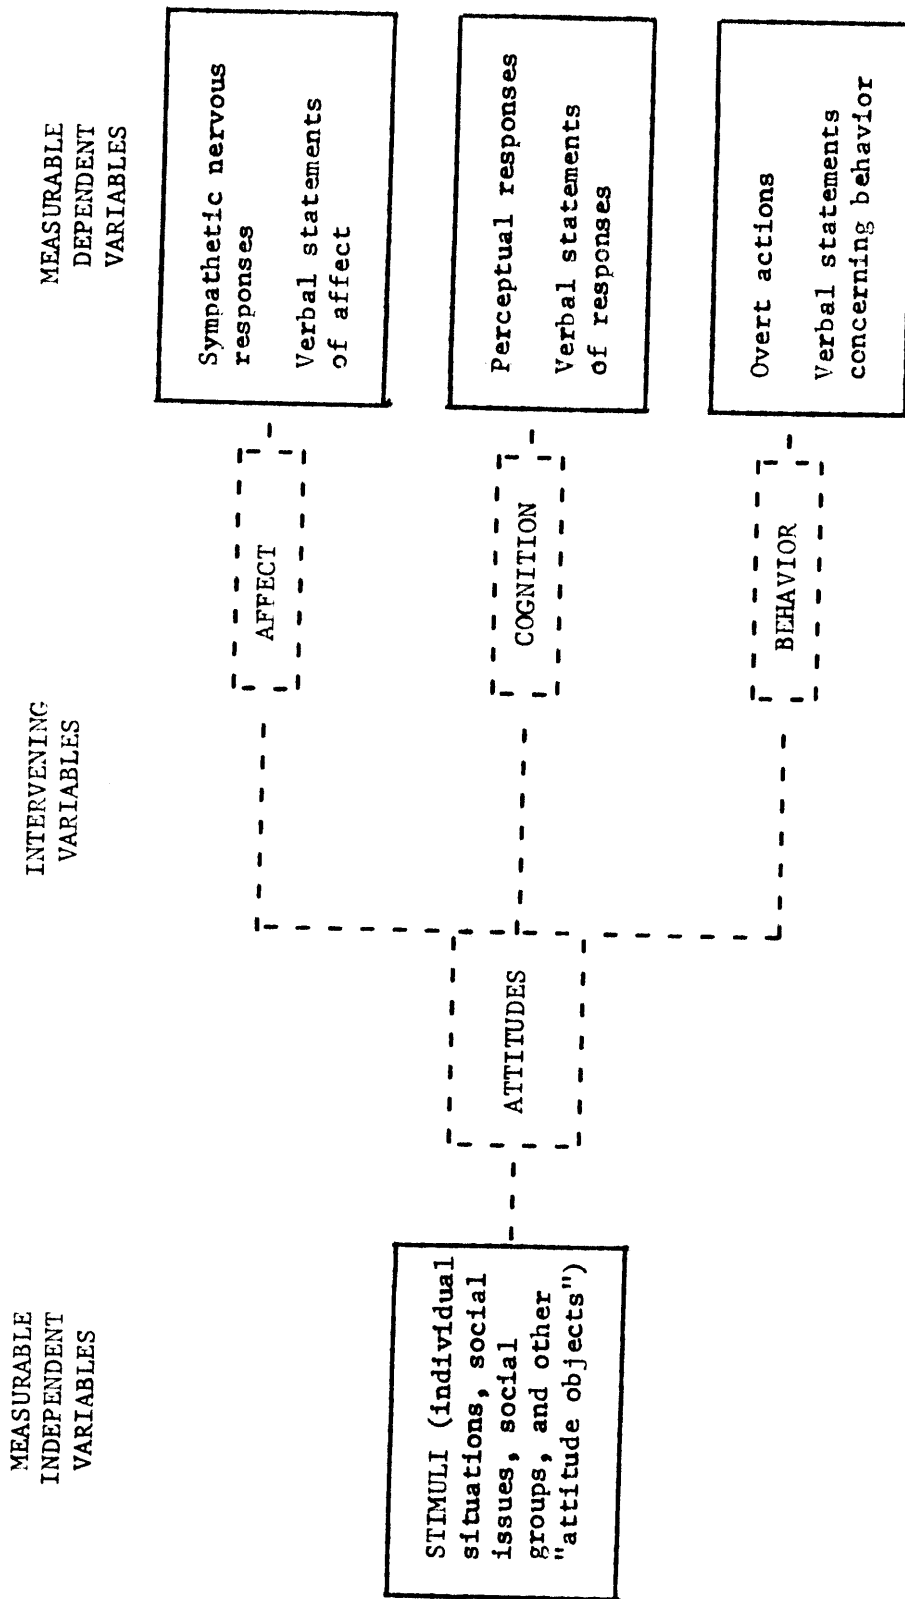 MEASURABLE
INDEPENDENT
VARIABLES
INTERVENING
VARIABLES
MEASURABLE
DEPENDENT
VARIABLES
STIMULI (individual
situations, social
issues, social
groups, and other
"attitude objects")
ATTITUDES
AFFECT
COGNITION
BEHAVIOR
Sympathetic nervous
responses
Verbal statements
of affect
Perceptual responses
Verbal statements
of responses
Overt actions
Verbal statements
concerning behavior